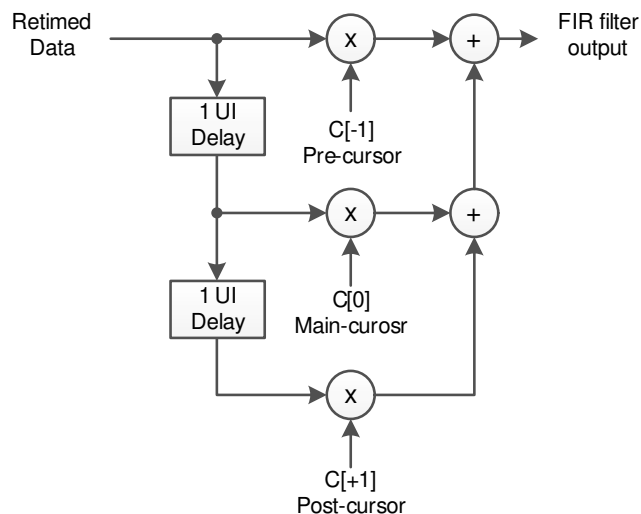 Retimed
Data
x
+
FIR filter
output
1 UI
Delay
C[-1]
Pre-cursor
x
+
1 UI
Delay
C[0]
Main-curosr
x
C[+1]
Post-cursor